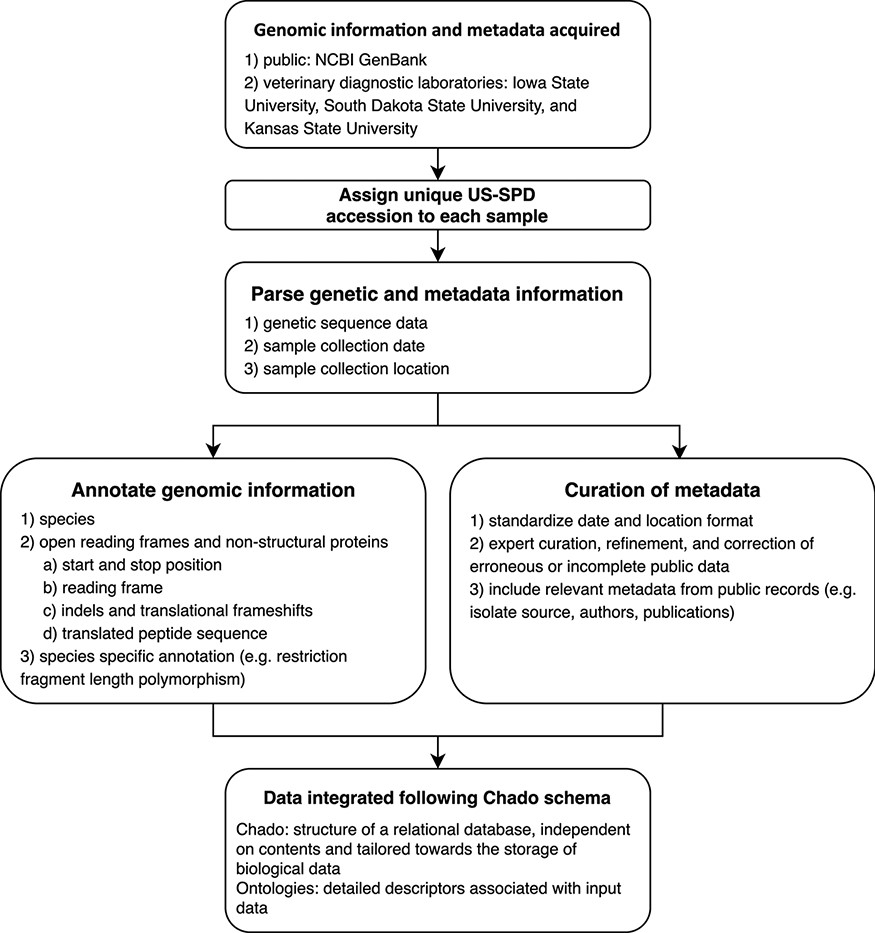 Genomic information and metadata acquired
1) public: NCBI GenBank
2) veterinary diagnostic laboratories: Iowa State
University, South Dakota State University, and
Kansas State University
Assign unique US-SPD
accession to each sample
Parse genetic and metadata information
1) genetic sequence data
2) sample collection date
3) sample collection location
Annotate genomic information
1) species
2) open reading frames and non-structural proteins
a) start and stop position
b) reading frame
c) indels and translational frameshifts
d) translated peptide sequence
3) species specific annotation (e.g. restriction
fragment length polymorphism)
Curation of metadata
1) standardize date and location format
2) expert curation, refinement, and correction of
erroneous or incomplete public data
3) include relevant metadata from public records (e.g.
isolate source, authors, publications)
Data integrated following Chado schema
Chado: structure of a relational database, independent
on contents and tailored towards the storage of
biological data
Ontologies: detailed descriptors associated with input
data